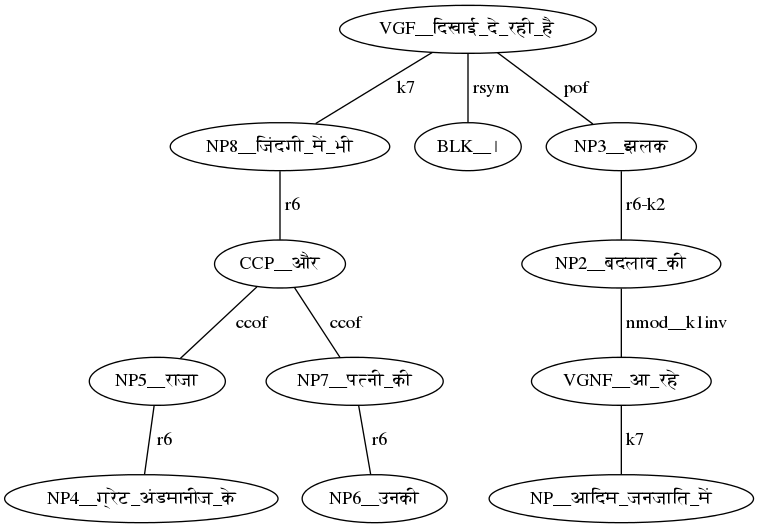 VGF__दिखाई_दे_रही_है
k7 rsym pof
NP8__जिंदगी_में_भी BLK__। NP3__झलक
r6 r6-k2
CCP__और NP2__बदलाव_की
ccof ccof nmod__k1inv
NP5__राजा NP7__पत्नी_की VGNF__आ_रहे
r6 r6 k7
NP4__ग्रेट_अंडमानीज_के NP6__उनकी NP__आदिम_जनजाति_में